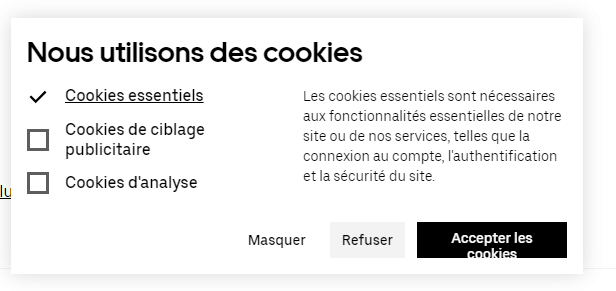 Nous utilisons des cookies
Cookies essentiels
Cookies de ciblage
publicitaire
Cookies d'analyse
Les cookies essentiels sont nécessaires
aux fonctionnalités essentielles de notre
site ou de nos services, telles que la
connexion au compte, l'authentification
et la sécurité du site.
lu
Masquer
Refuser
Accepter les
cookies